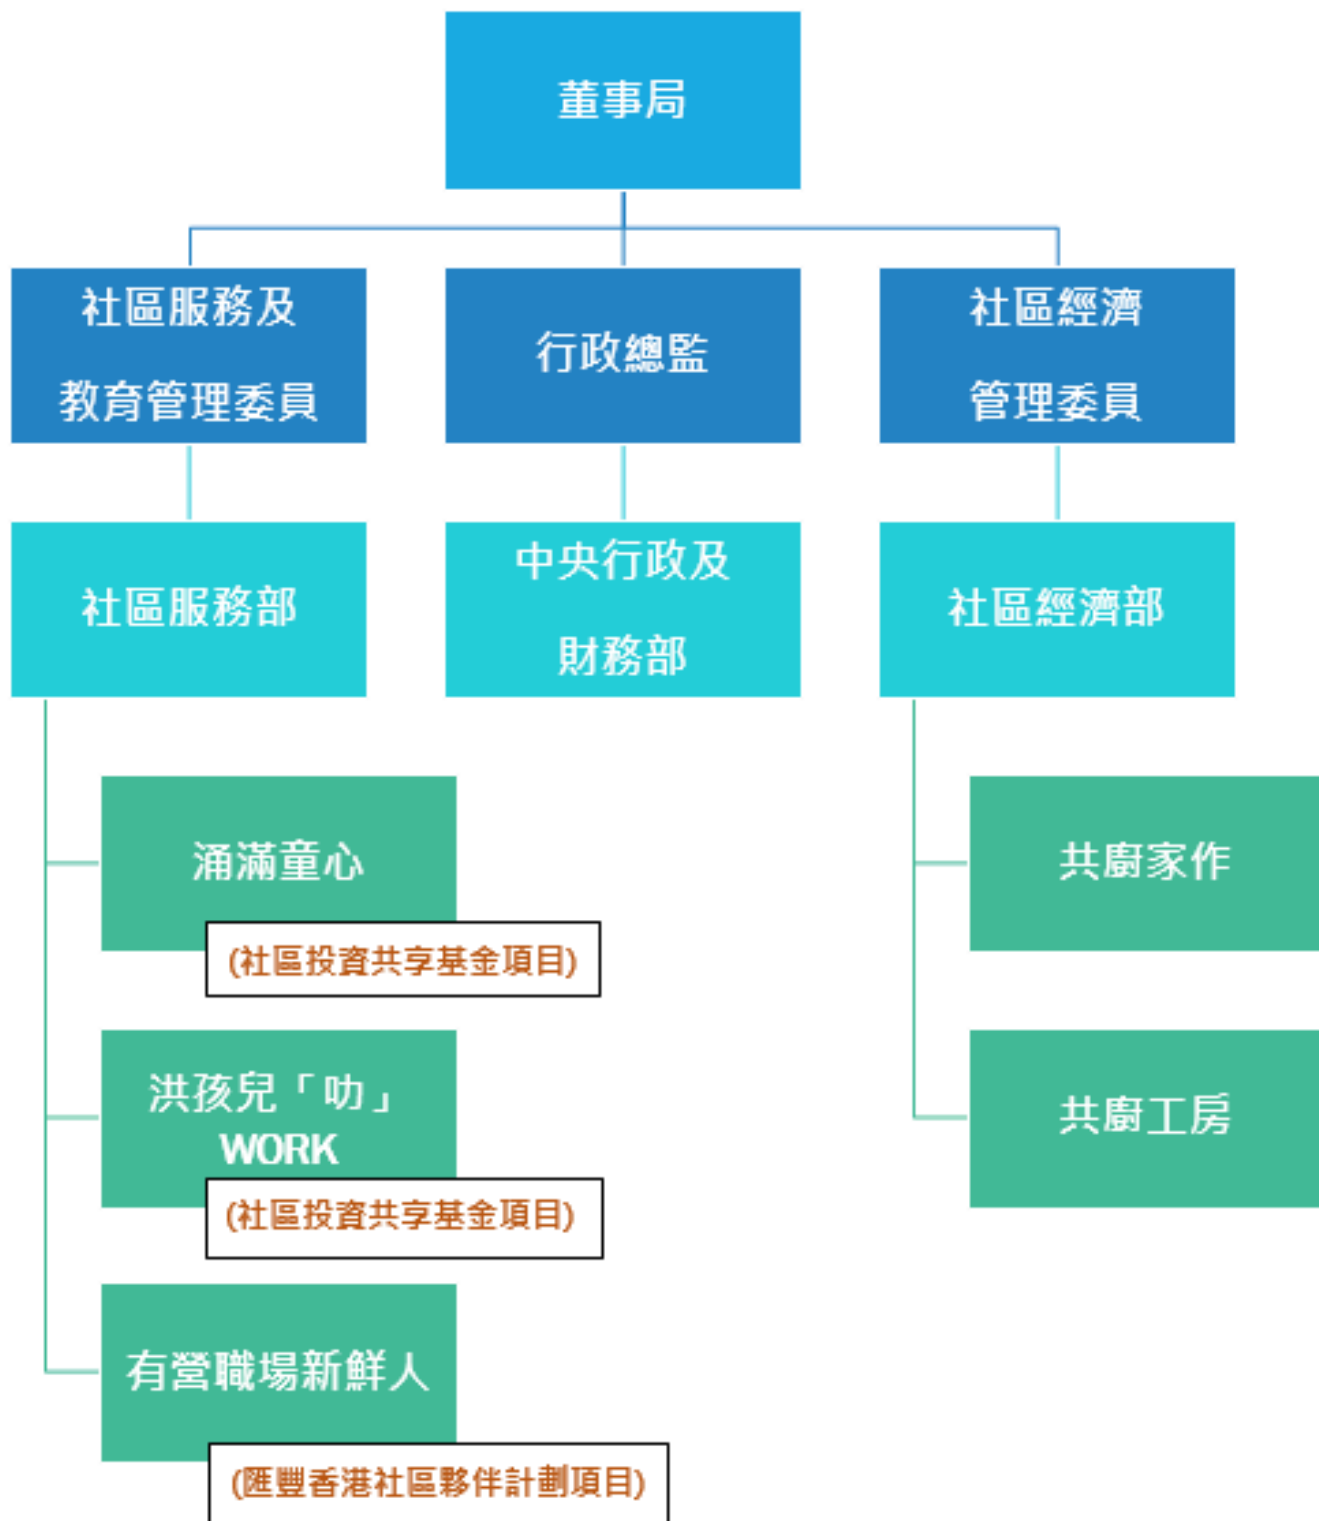 董事局
社區服務及
教育管理委員
行政總監
社區經濟
管理委員
社區服務部
中央行政及
財務部
社區經濟部
涌滿童心
(社區投資共享基金項目)
共廚家作
洪孩兒「叻」
WORK
(社區投資共享基金項目)
共廚工房
有營職場新鮮人
(匯豐香港社區夥伴計劃項目)